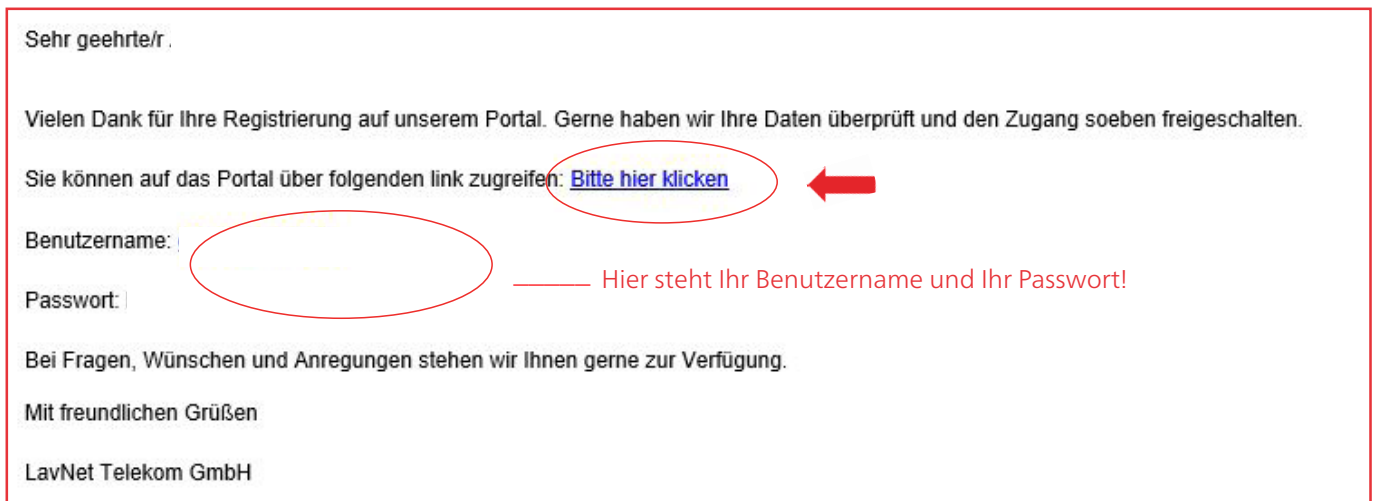 Sehr geehrte/r
Vielen Dank für Ihre Registrierung auf unserem Portal. Gerne haben wir Ihre Daten überprüft und den Zugang soeben freigeschalten.
Sie können auf das Portal über folgenden link zugreifen: Bitte hier klicken
Benutzername:
Hier steht Ihr Benutzername und Ihr Passwort!
Passwort:
Bei Fragen, Wünschen und Anregungen stehen wir Ihnen gerne zur Verfügung.
Mit freundlichen Grüßen
LavNet Telekom GmbH